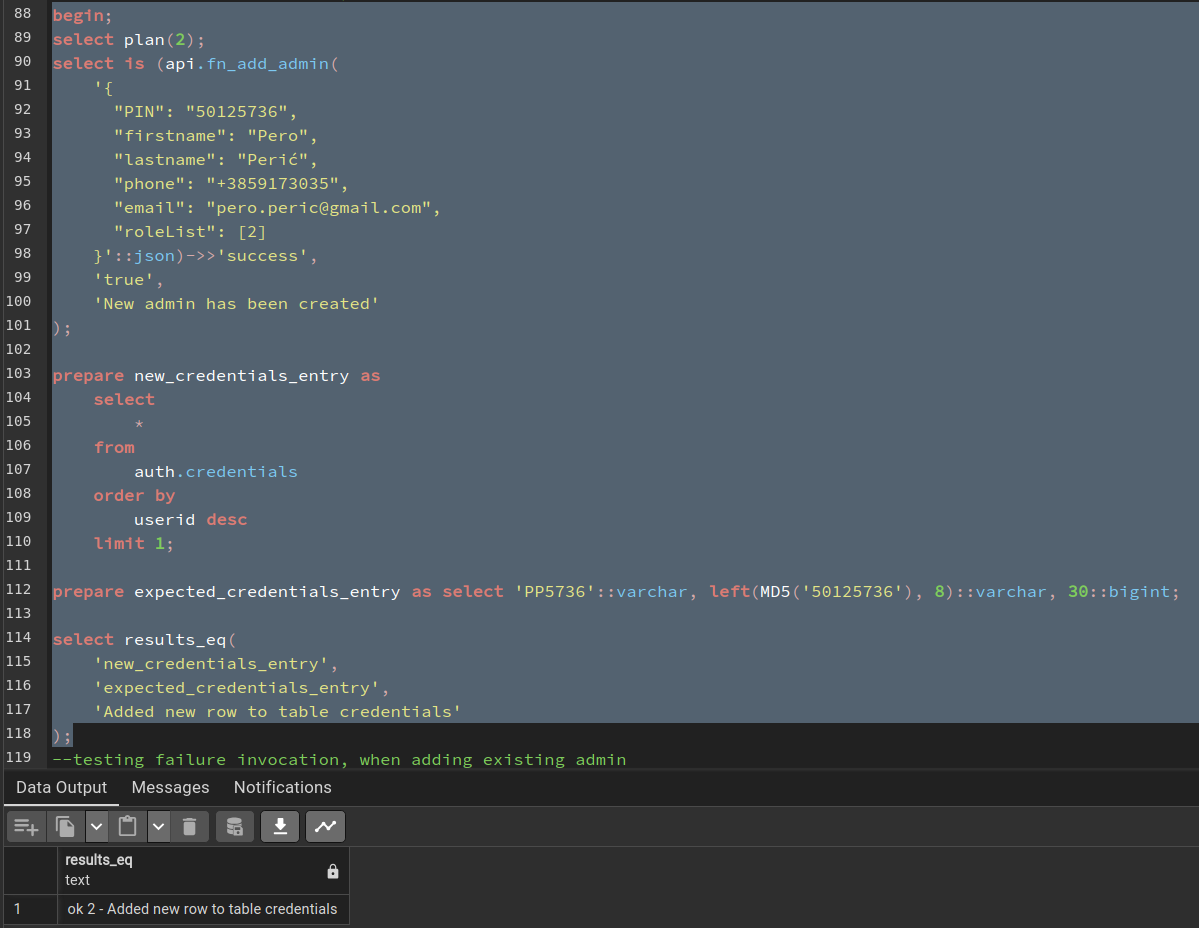 88 begin;
89 select plan(2);
90 select is (api.fn_add_admin(
91     '{
92       "PIN": "50125736",
93       "firstname": "Pero",
94       "lastname": "Perić",
95       "phone": "+3859173035",
96       "email": "pero.peric@gmail.com",
97       "roleList": [2]
98     }'::json)->>'success',
99     'true',
100     'New admin has been created'
101 );
102
103 prepare new_credentials_entry as
104     select
105         *
106     from
107         auth.credentials
108     order by
109         userid desc
110     limit 1;
111
112 prepare expected_credentials_entry as select 'PP5736'::varchar, left(MD5('50125736'), 8)::varchar, 30::bigint;
113
114 select results_eq(
115     'new_credentials_entry',
116     'expected_credentials_entry',
117     'Added new row to table credentials'
118 );
119 --testing failure invocation, when adding existing admin
Data Output Messages Notifications
results_eq
text
1 ok 2 - Added new row to table credentials